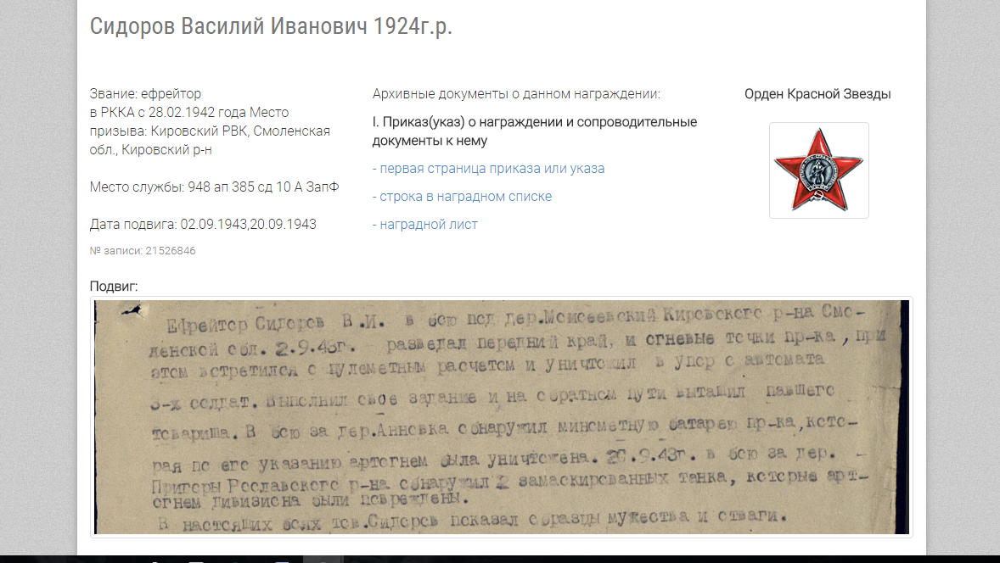 Сидоров Василий Иванович 1924г.р.
Звание: ефрейтор
в РККА с 28.02.1942 года Место
призыва: Кировский РВК, Смоленская
обл., Кировский р-н
Место службы: 948 ап 385 сд 10 А ЗапФ
Дата подвига: 02.09.1943,20.09.1943
№ записи: 21526846
Архивные документы о данном награждении:
I. Приказ(указ) о награждении и сопроводительные
документы к нему
- первая страница приказа или указа
- строка в наградном списке
- наградной лист
Орден Красной Звезды
Подвиг:
Ефрейтор Сидоров В.И. в бою под дер.Моисеевский Кировского р-на Смо-
ленской обл. 2.9.43г. разведал передний край, и огневые точки пр-ка, при
этом встретился с пулеметным расчетом и уничтожил в упор с автомата
3-х солдат. Выполнил свое задание и на обратном пути вытащил павшего
товарища. В бою за дер.Анновка обнаружил минометную батарею пр-ка, кото-
рая по его указанию артогнем была уничтожена. 20.9.43г. в бою за дер.
Пригоры Рославского р-на обнаружил 2 замаскированных танка, которые арт-
огнем дивизиона были повреждены.
В настоящих боях тов.Сидоров показал образцы мужества и отваги.